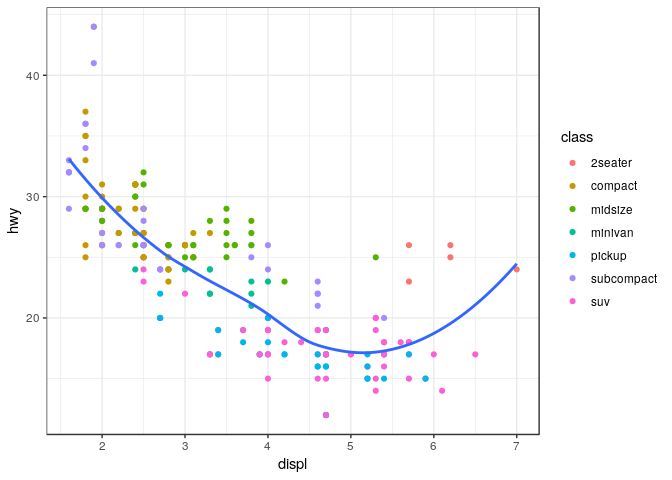 hwy
40
30
20
2
3
4
5
6
7
displ
class
2seater
compact
midsize
minivan
pickup
subcompact
suv